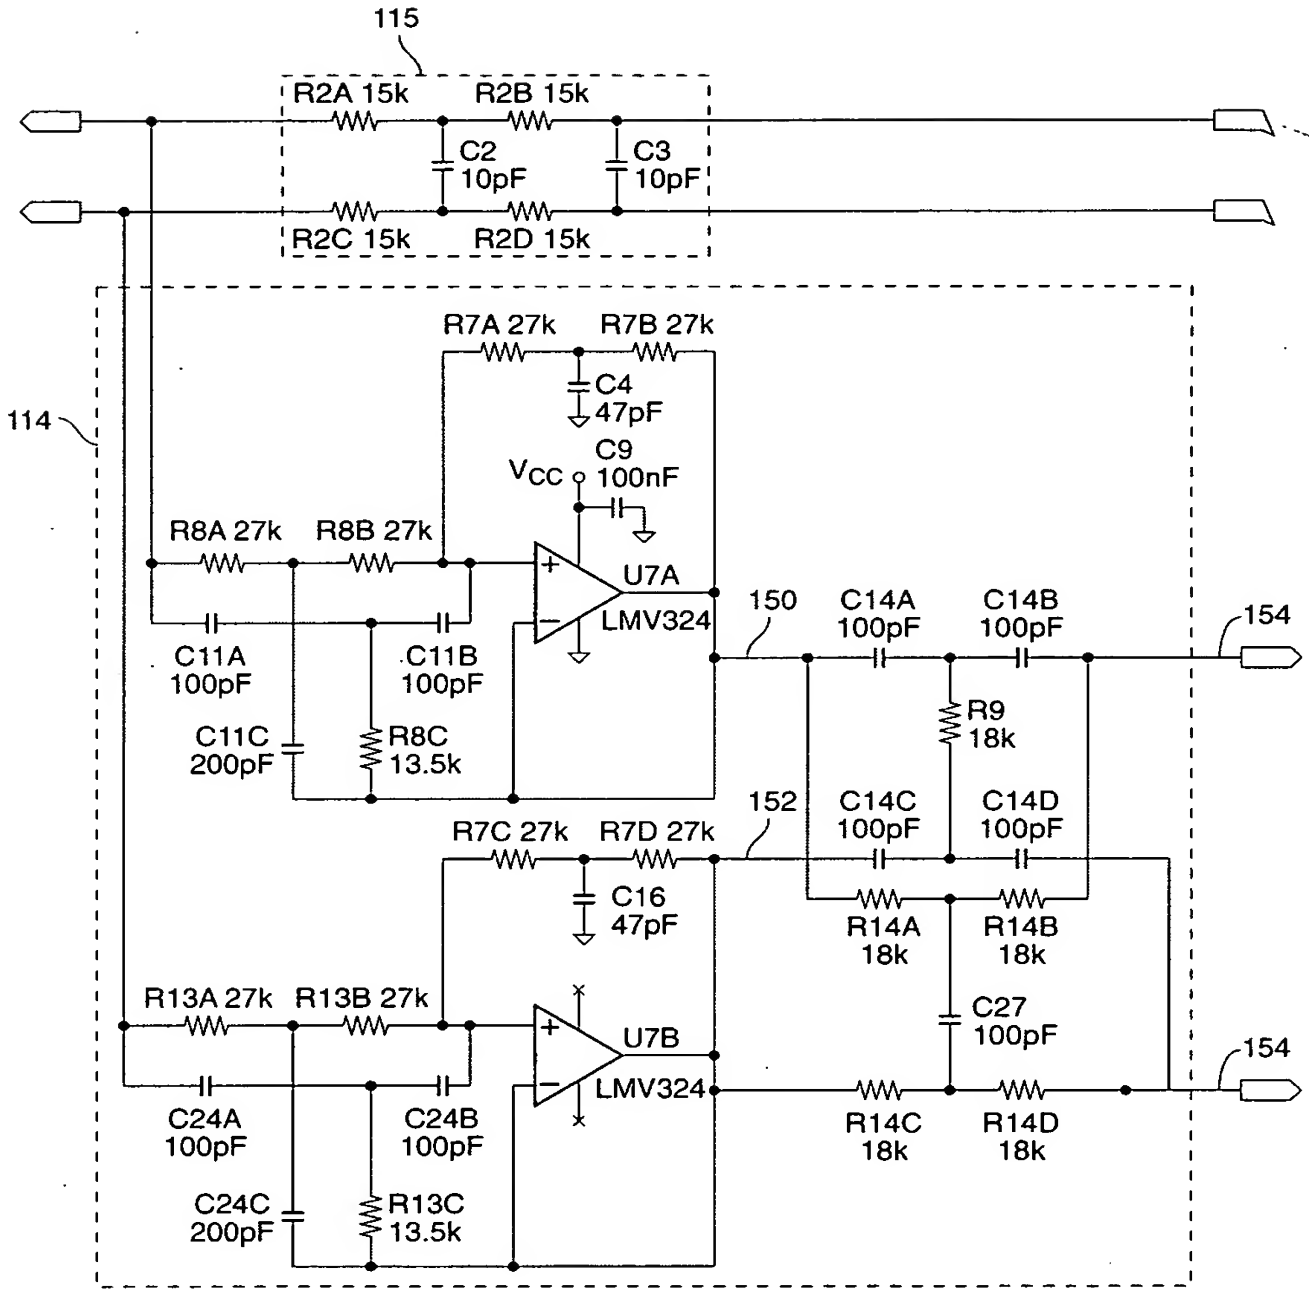 115
R2A 15k
R2B 15k
C2
10pF
C3
10pF
R2C 15k
R2D 15k
114
R7A 27k
R7B 27k
C4
47pF
C9
100nF
VCC
R8A 27k
R8B 27k
+
−
U7A
LMV324
C11A
100pF
C11B
100pF
C11C
200pF
R8C
13.5k
150
C14A
100pF
C14B
100pF
154
R9
18k
152
C14C
100pF
C14D
100pF
R7C 27k
R7D 27k
C16
47pF
R14A
18k
R14B
18k
R13A 27k
R13B 27k
+
−
U7B
LMV324
C27
100pF
154
C24A
100pF
C24B
100pF
R14C
18k
R14D
18k
C24C
200pF
R13C
13.5k